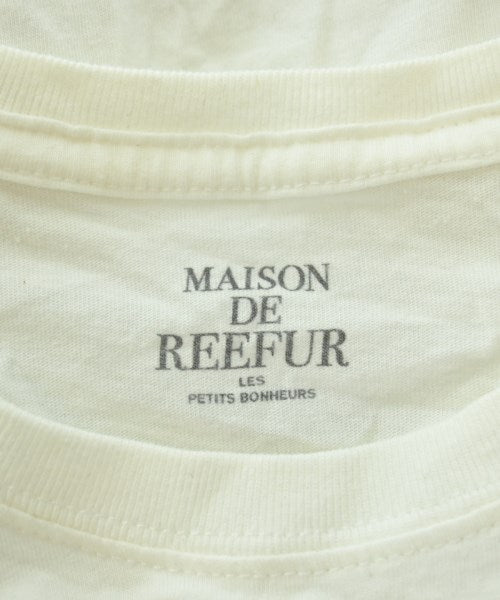 MAISON
DE
REEFUR
LES
PETITS BONHEURS